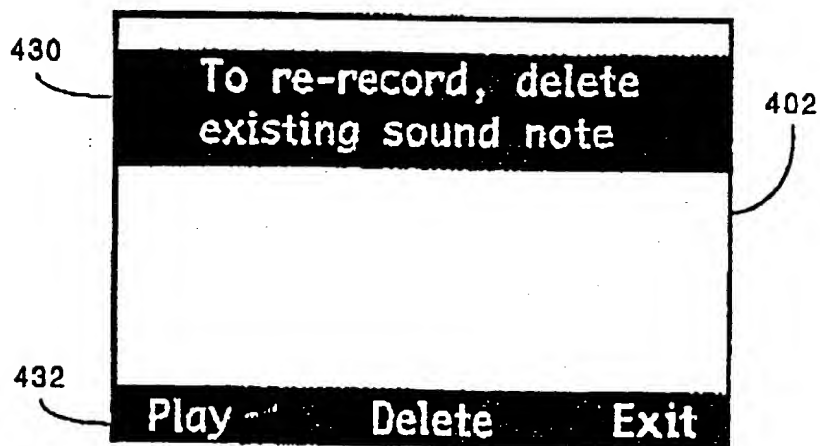 430
To re-record, delete
existing sound note
402
432
Play Delete Exit